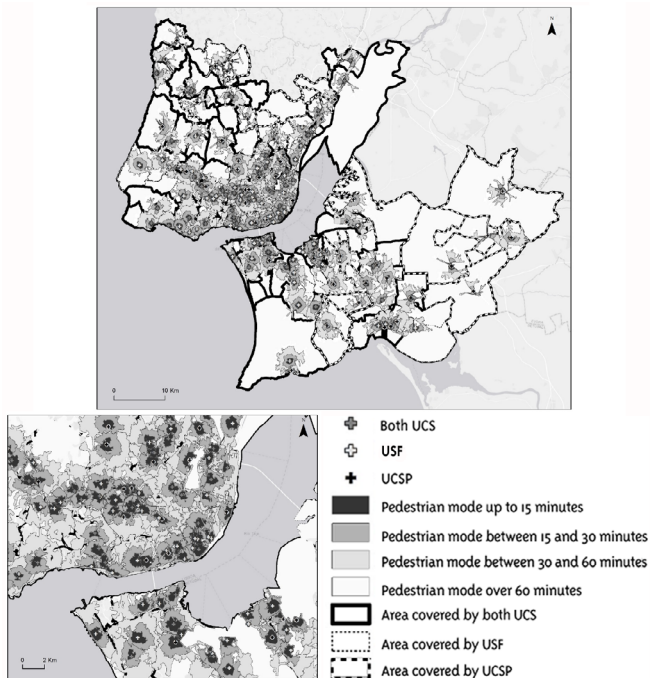 N
0 10 Km
N
0 2 Km
Both UCS
USF
UCSP
Pedestrian mode up to 15 minutes
Pedestrian mode between 15 and 30 minutes
Pedestrian mode between 30 and 60 minutes
Pedestrian mode over 60 minutes
Area covered by both UCS
Area covered by USF
Area covered by UCSP